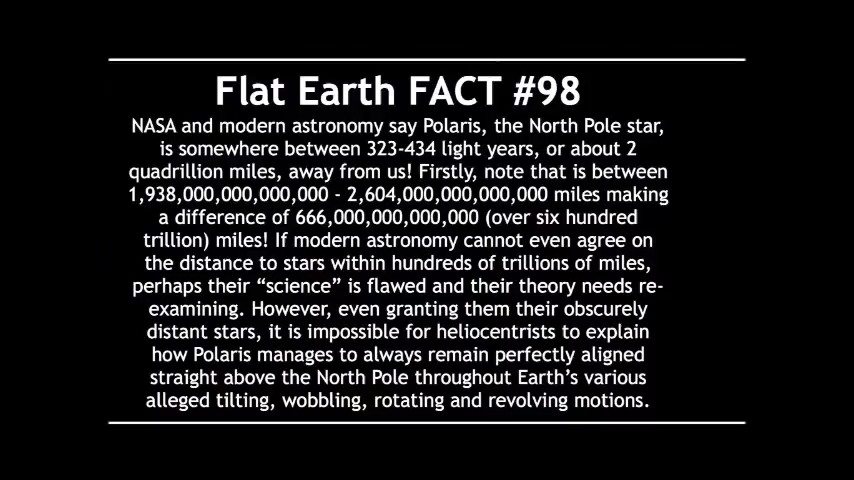 Flat Earth FACT #98
NASA and modern astronomy say Polaris, the North Pole star,
is somewhere between 323-434 light years, or about 2
quadrillion miles, away from us! Firstly, note that is between
1,938,000,000,000,000 - 2,604,000,000,000,000 miles making
a difference of 666,000,000,000,000 (over six hundred
trillion) miles! If modern astronomy cannot even agree on
the distance to stars within hundreds of trillions of miles,
perhaps their “science” is flawed and their theory needs re-
examining. However, even granting them their obscurely
distant stars, it is impossible for heliocentrists to explain
how Polaris manages to always remain perfectly aligned
straight above the North Pole throughout Earth’s various
alleged tilting, wobbling, rotating and revolving motions.